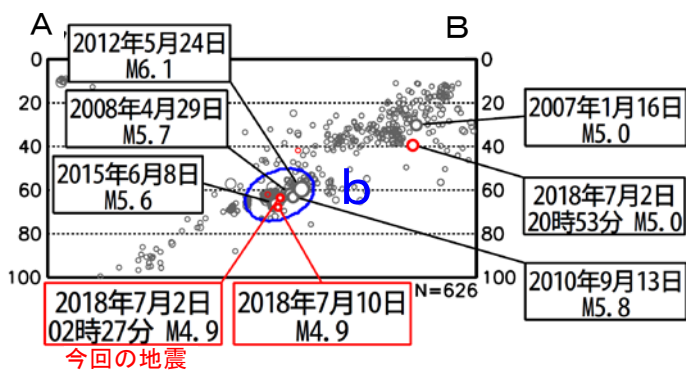 A
B
0
20
40
60
80
100
0
20
40
60
80
100
2012年5月24日
M6.1
2008年4月29日
M5.7
2015年6月8日
M5.6
b
2007年1月16日
M5.0
2018年7月2日
20時53分 M5.0
2010年9月13日
M5.8
N=626
2018年7月2日
02時27分 M4.9
今回の地震
2018年7月10日
M4.9